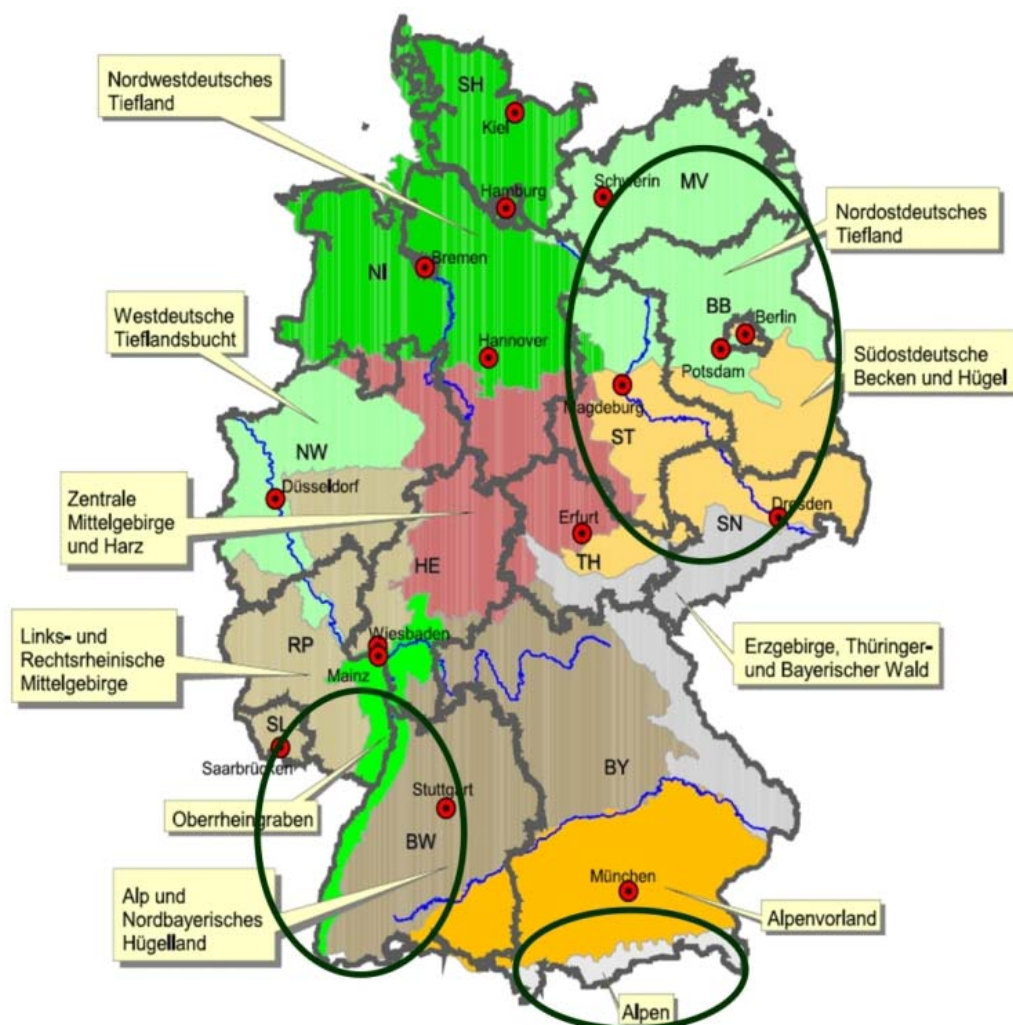 Nordwestdeutsches
Tiefland
SH
Kiel
Schwerin
MV
Hamburg
Nordostdeutsches
Tiefland
NI
Bremen
BB
Berlin
Westdeutsche
Tieflandsbucht
Hannover
Potsdam
Südostdeutsche
Becken und Hügel
Magdeburg
ST
NW
Düsseldorf
Zentrale
Mittelgebirge
und Harz
Erfurt
Dresden
SN
HE
TH
Links- und
Rechtsrheinische
Mittelgebirge
RP
Wiesbaden
Mainz
Erzgebirge, Thüringer-
und Bayerischer Wald
SL
Saarbrücken
BY
Stuttgart
Oberrheingraben
BW
Alp und
Nordbayerisches
Hügelland
München
Alpenvorland
Alpen